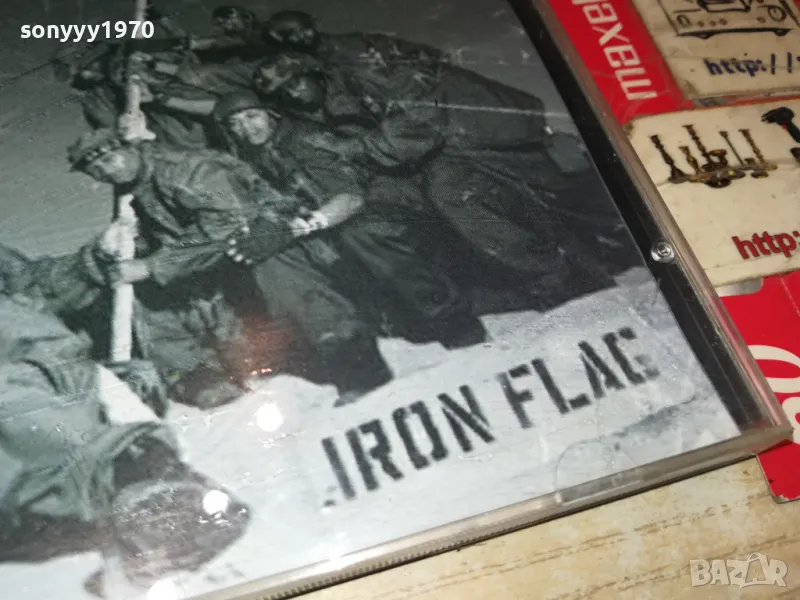 sonyyy1970
maxell
http://
http:
IRON FLAG
BAZAR